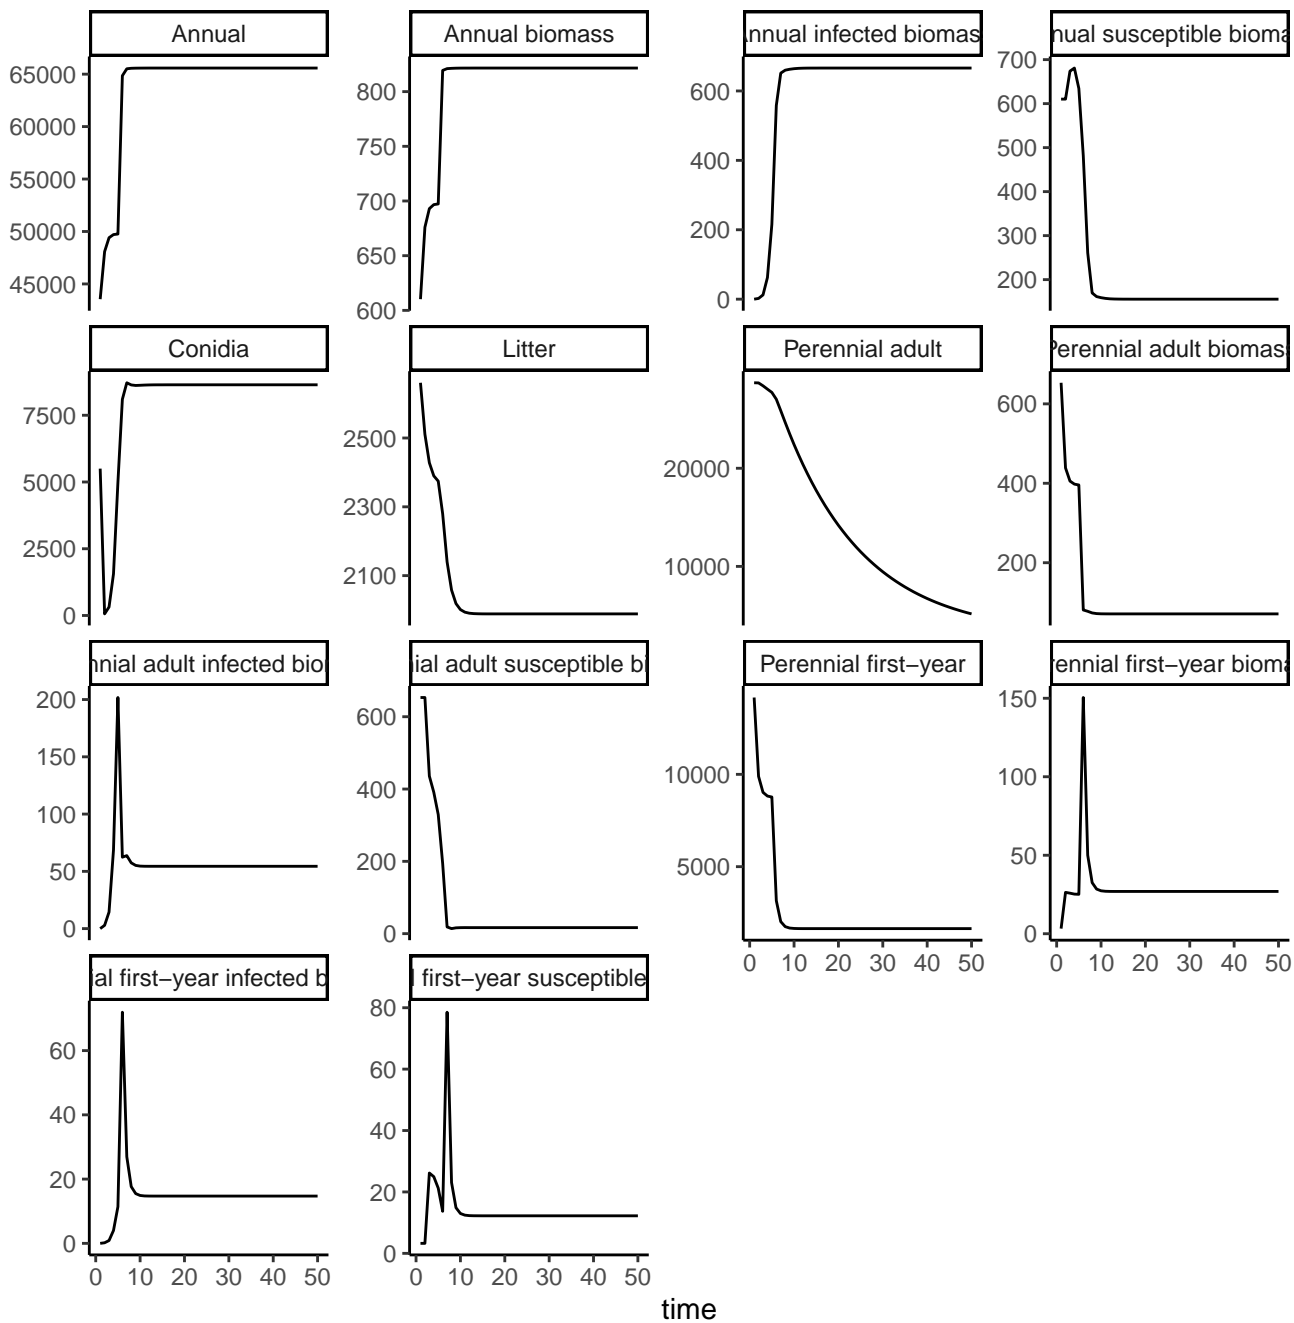 Annual
Annual biomass
nnual infected biomas
nual susceptible bioma
65000
60000
55000
50000
45000
800
750
700
650
600
600
400
200
0
700
600
500
400
300
200
Conidia
Litter
Perennial adult
Perennial adult biomas
7500
5000
2500
0
2500
2300
2100
20000
10000
600
400
200
nnial adult infected bio
ial adult susceptible bi
Perennial first−year
rennial first−year bioma
200
150
100
50
0
600
400
200
0
10000
5000
150
100
50
0
0 10 20 30 40 50
0 10 20 30 40 50
ial first−year infected b
l first−year susceptible
60
40
20
0
80
60
40
20
0
0 10 20 30 40 50
0 10 20 30 40 50
time